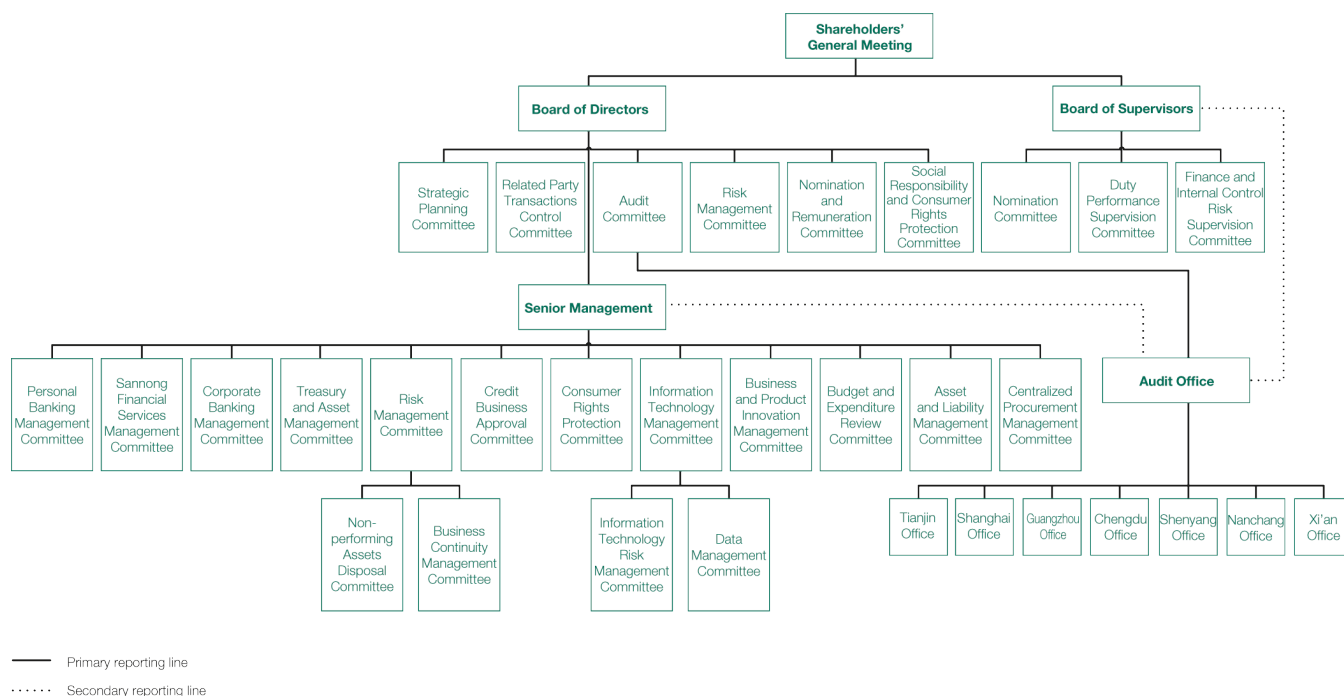 Shareholders'
General Meeting
Board of Directors
Board of Supervisors
Strategic
Planning
Committee
Related Party
Transactions
Control
Committee
Audit
Committee
Risk
Management
Committee
Nomination
and
Remuneration
Committee
Social
Responsibility
and Consumer
Rights
Protection
Committee
Nomination
Committee
Duty
Performance
Supervision
Committee
Finance and
Internal Control
Risk
Supervision
Committee
Senior Management
Audit Office
Personal
Banking
Management
Committee
Sannong
Financial
Services
Management
Committee
Corporate
Banking
Management
Committee
Treasury
and Asset
Management
Committee
Risk
Management
Committee
Credit
Business
Approval
Committee
Consumer
Rights
Protection
Committee
Information
Technology
Management
Committee
Business
and Product
Innovation
Management
Committee
Budget and
Expenditure
Review
Committee
Asset
and Liability
Management
Committee
Centralized
Procurement
Management
Committee
Non-
performing
Assets
Disposal
Committee
Business
Continuity
Management
Committee
Information
Technology
Risk
Management
Committee
Data
Management
Committee
Tianjin
Office
Shanghai
Office
Guangzhou
Office
Chengdu
Office
Shenyang
Office
Nanchang
Office
Xi'an
Office
Primary reporting line
Secondary reporting line